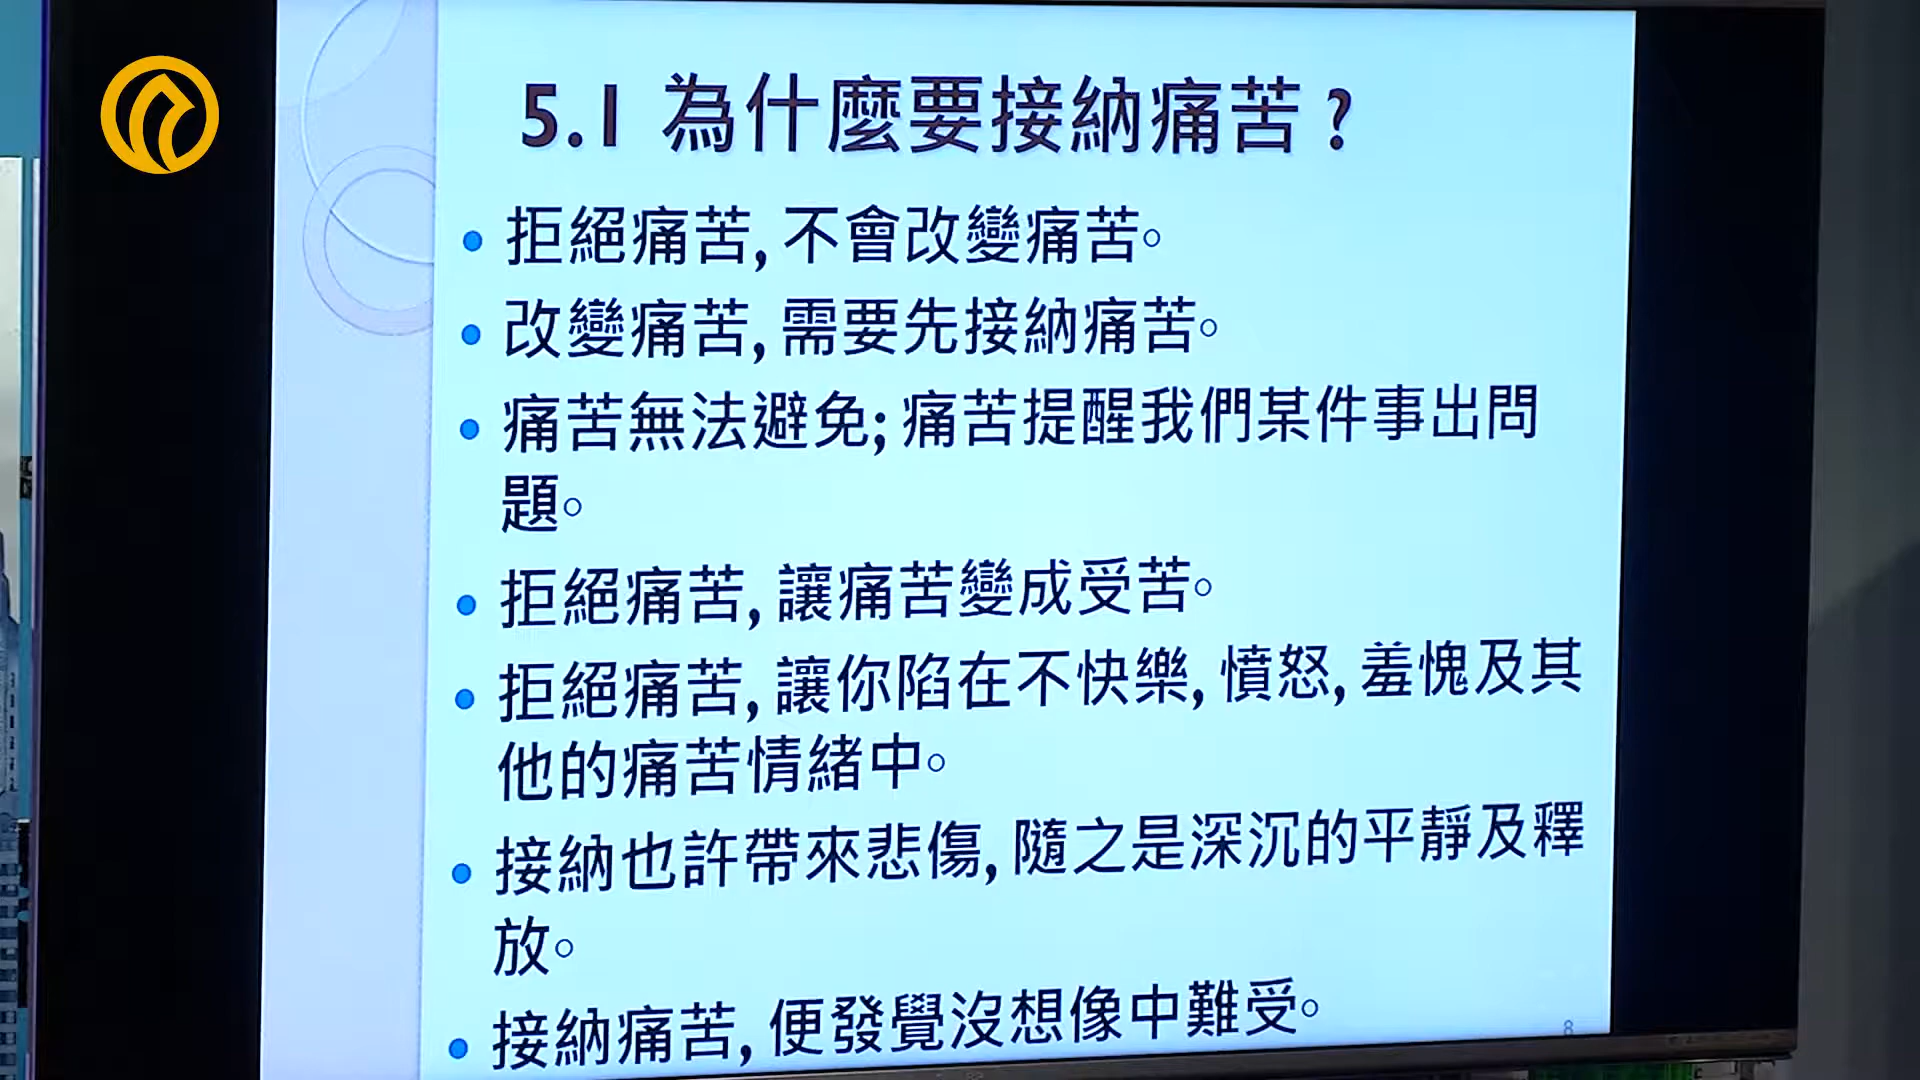 5.1 為什麼要接納痛苦?
• 拒絕痛苦, 不會改變痛苦。
• 改變痛苦, 需要先接納痛苦。
• 痛苦無法避免; 痛苦提醒我們某件事出問
題。
• 拒絕痛苦, 讓痛苦變成受苦。
• 拒絕痛苦, 讓你陷在不快樂, 憤怒, 羞愧及其
他的痛苦情緒中。
• 接納也許帶來悲傷, 隨之是深沉的平靜及釋
放。
• 接納痛苦, 便發覺沒想像中難受。
8